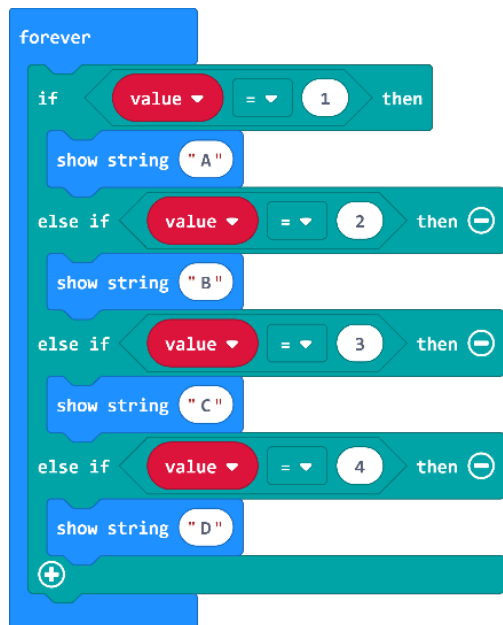 forever
if value = 1 then
show string "A"
else if value = 2 then
show string "B"
else if value = 3 then
show string "C"
else if value = 4 then
show string "D"